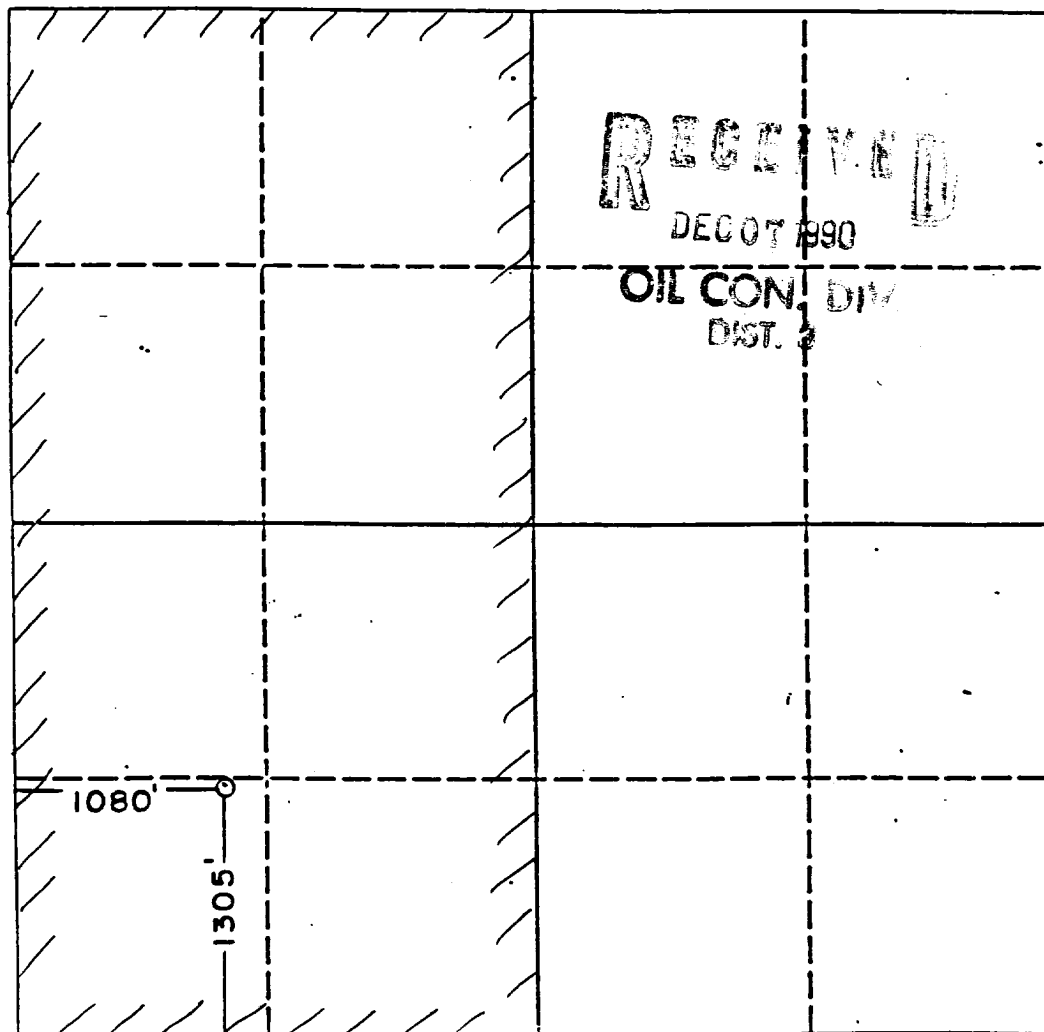 RECEIVED
DEC 07 1990
OIL CON. DIV.
DIST. 3
1080'
1305'